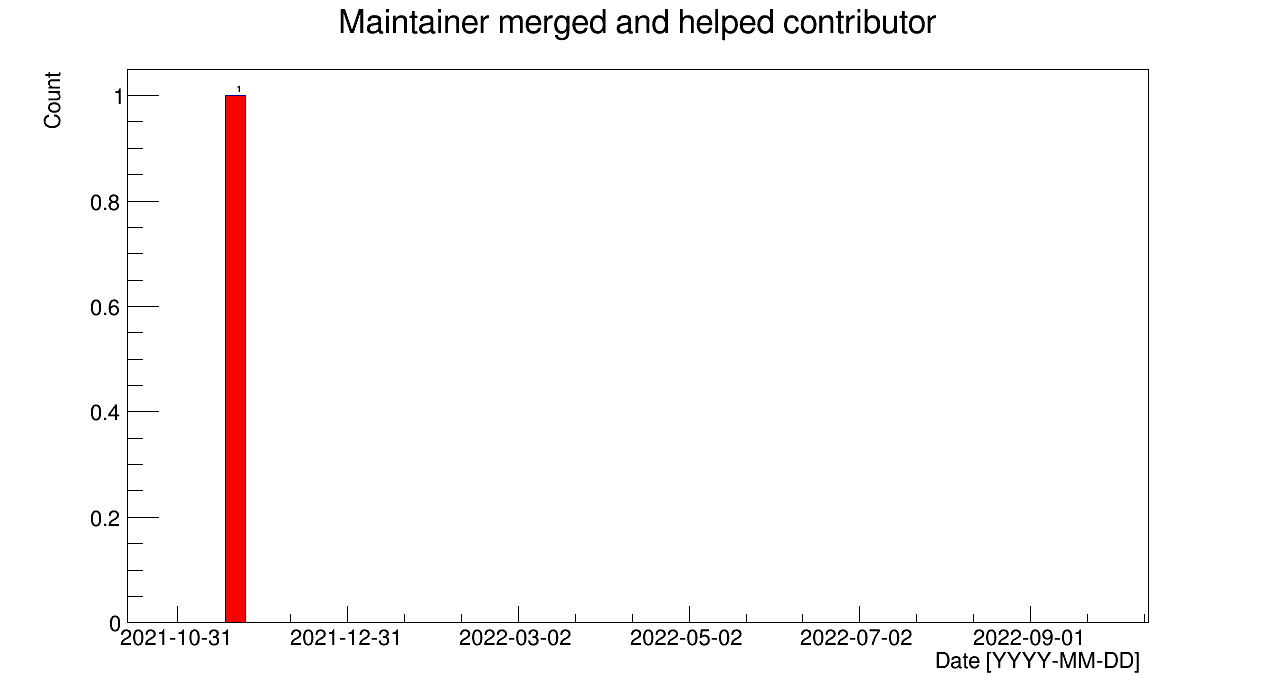 Maintainer merged and helped contributor
Count
1
1
0.8
0.6
0.4
0.2
0
2021-10-31 2021-12-31 2022-03-02 2022-05-02 2022-07-02 2022-09-01
Date [YYYY-MM-DD]